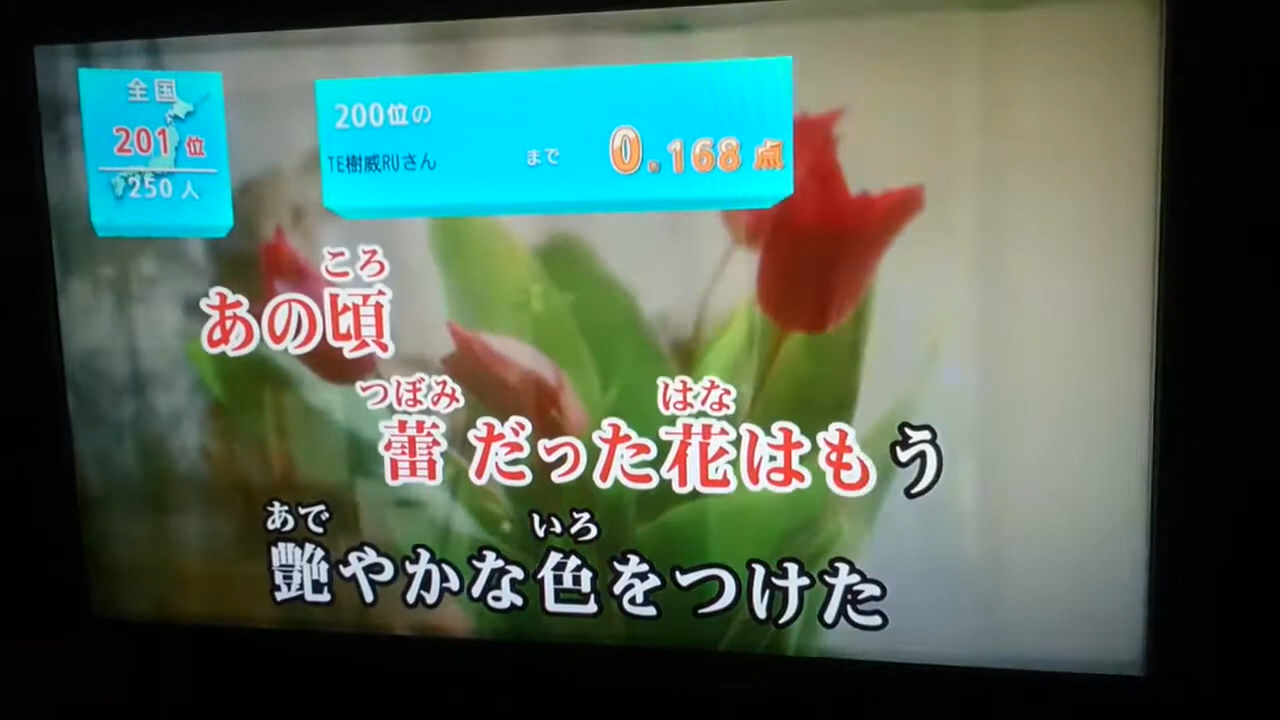 全国
201位
250人
200位の
TE樹威RUさん まで 0.168点
ころ
あの頃
つぼみ はな
蕾だった花はもう
あで いろ
艶やかな色をつけた